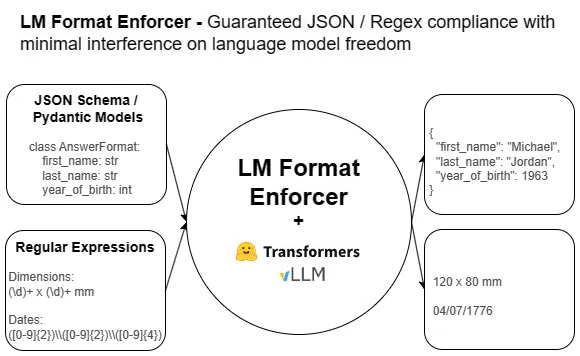 LM Format Enforcer - Guaranteed JSON / Regex compliance with
minimal interference on language model freedom
JSON Schema /
Pydantic Models
class AnswerFormat:
first_name: str
last_name: str
year_of_birth: int
Regular Expressions
Dimensions:
(\d)+ x (\d)+ mm
Dates:
([0-9]{2})\\([0-9]{2})\\([0-9]{4})
LM Format
Enforcer
+
Transformers
vLLM
{
"first_name": "Michael",
"last_name": "Jordan",
"year_of_birth": 1963
}
120 x 80 mm
04/07/1776